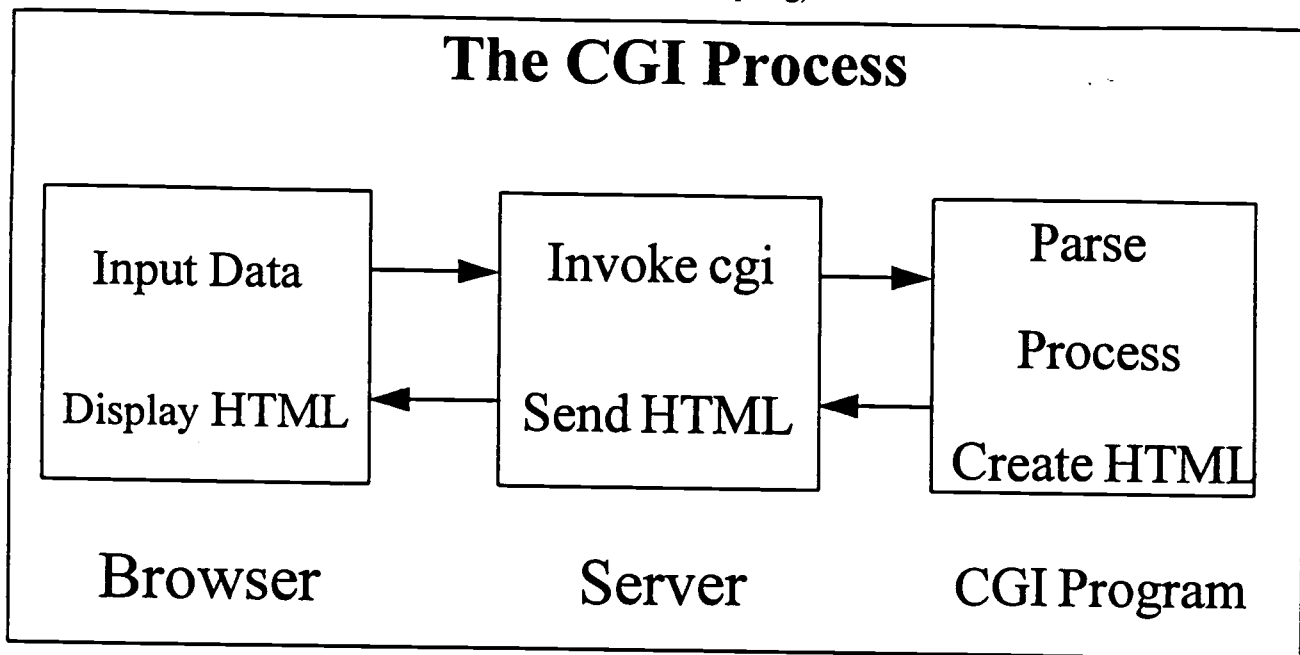 The CGI Process
Input Data
Display HTML
Invoke cgi
Send HTML
Parse
Process
Create HTML
Browser
Server
CGI Program